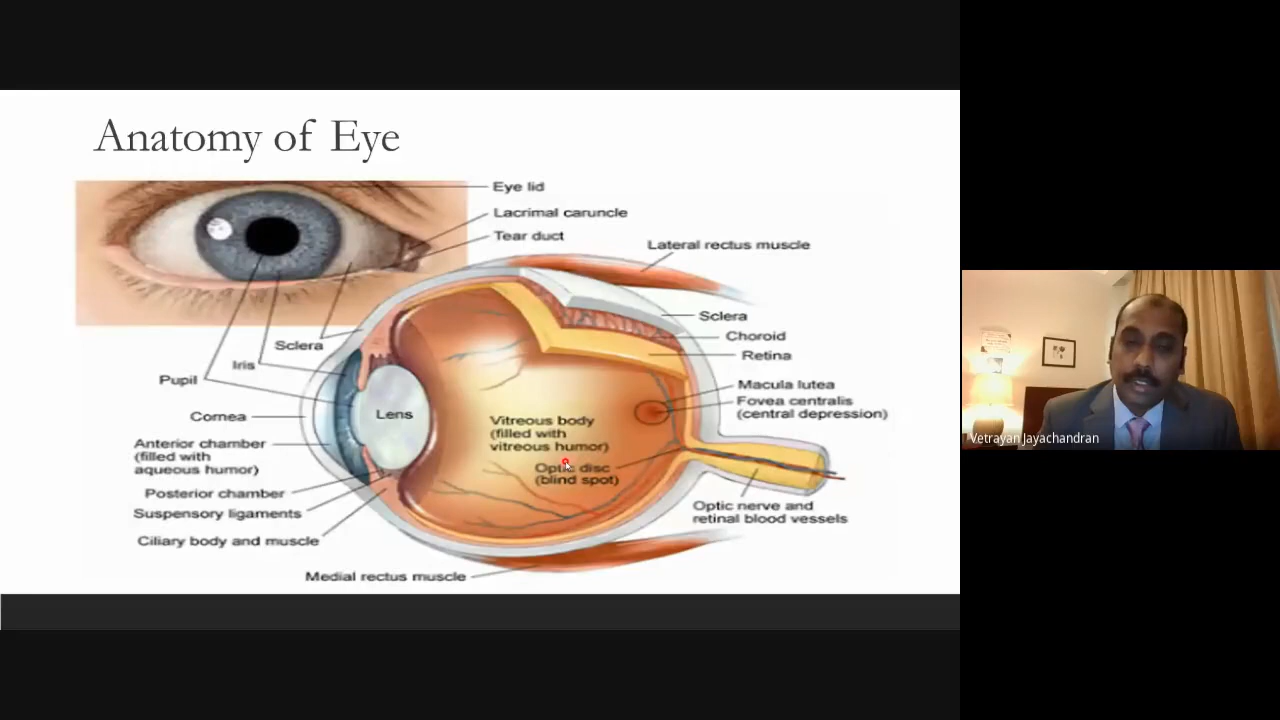 Anatomy of Eye
Eye lid
Lacrimal caruncle
Tear duct
Lateral rectus muscle
Sclera
Choroid
Retina
Macula lutea
Fovea centralis
(central depression)
Sclera
Iris
Pupil
Cornea
Anterior chamber
(filled with
aqueous humor)
Posterior chamber
Suspensory ligaments
Ciliary body and muscle
Medial rectus muscle
Lens
Vitreous body
(filled with
vitreous humor)
Optic disc
(blind spot)
Optic nerve and
retinal blood vessels
Vetrayan Jayachandran